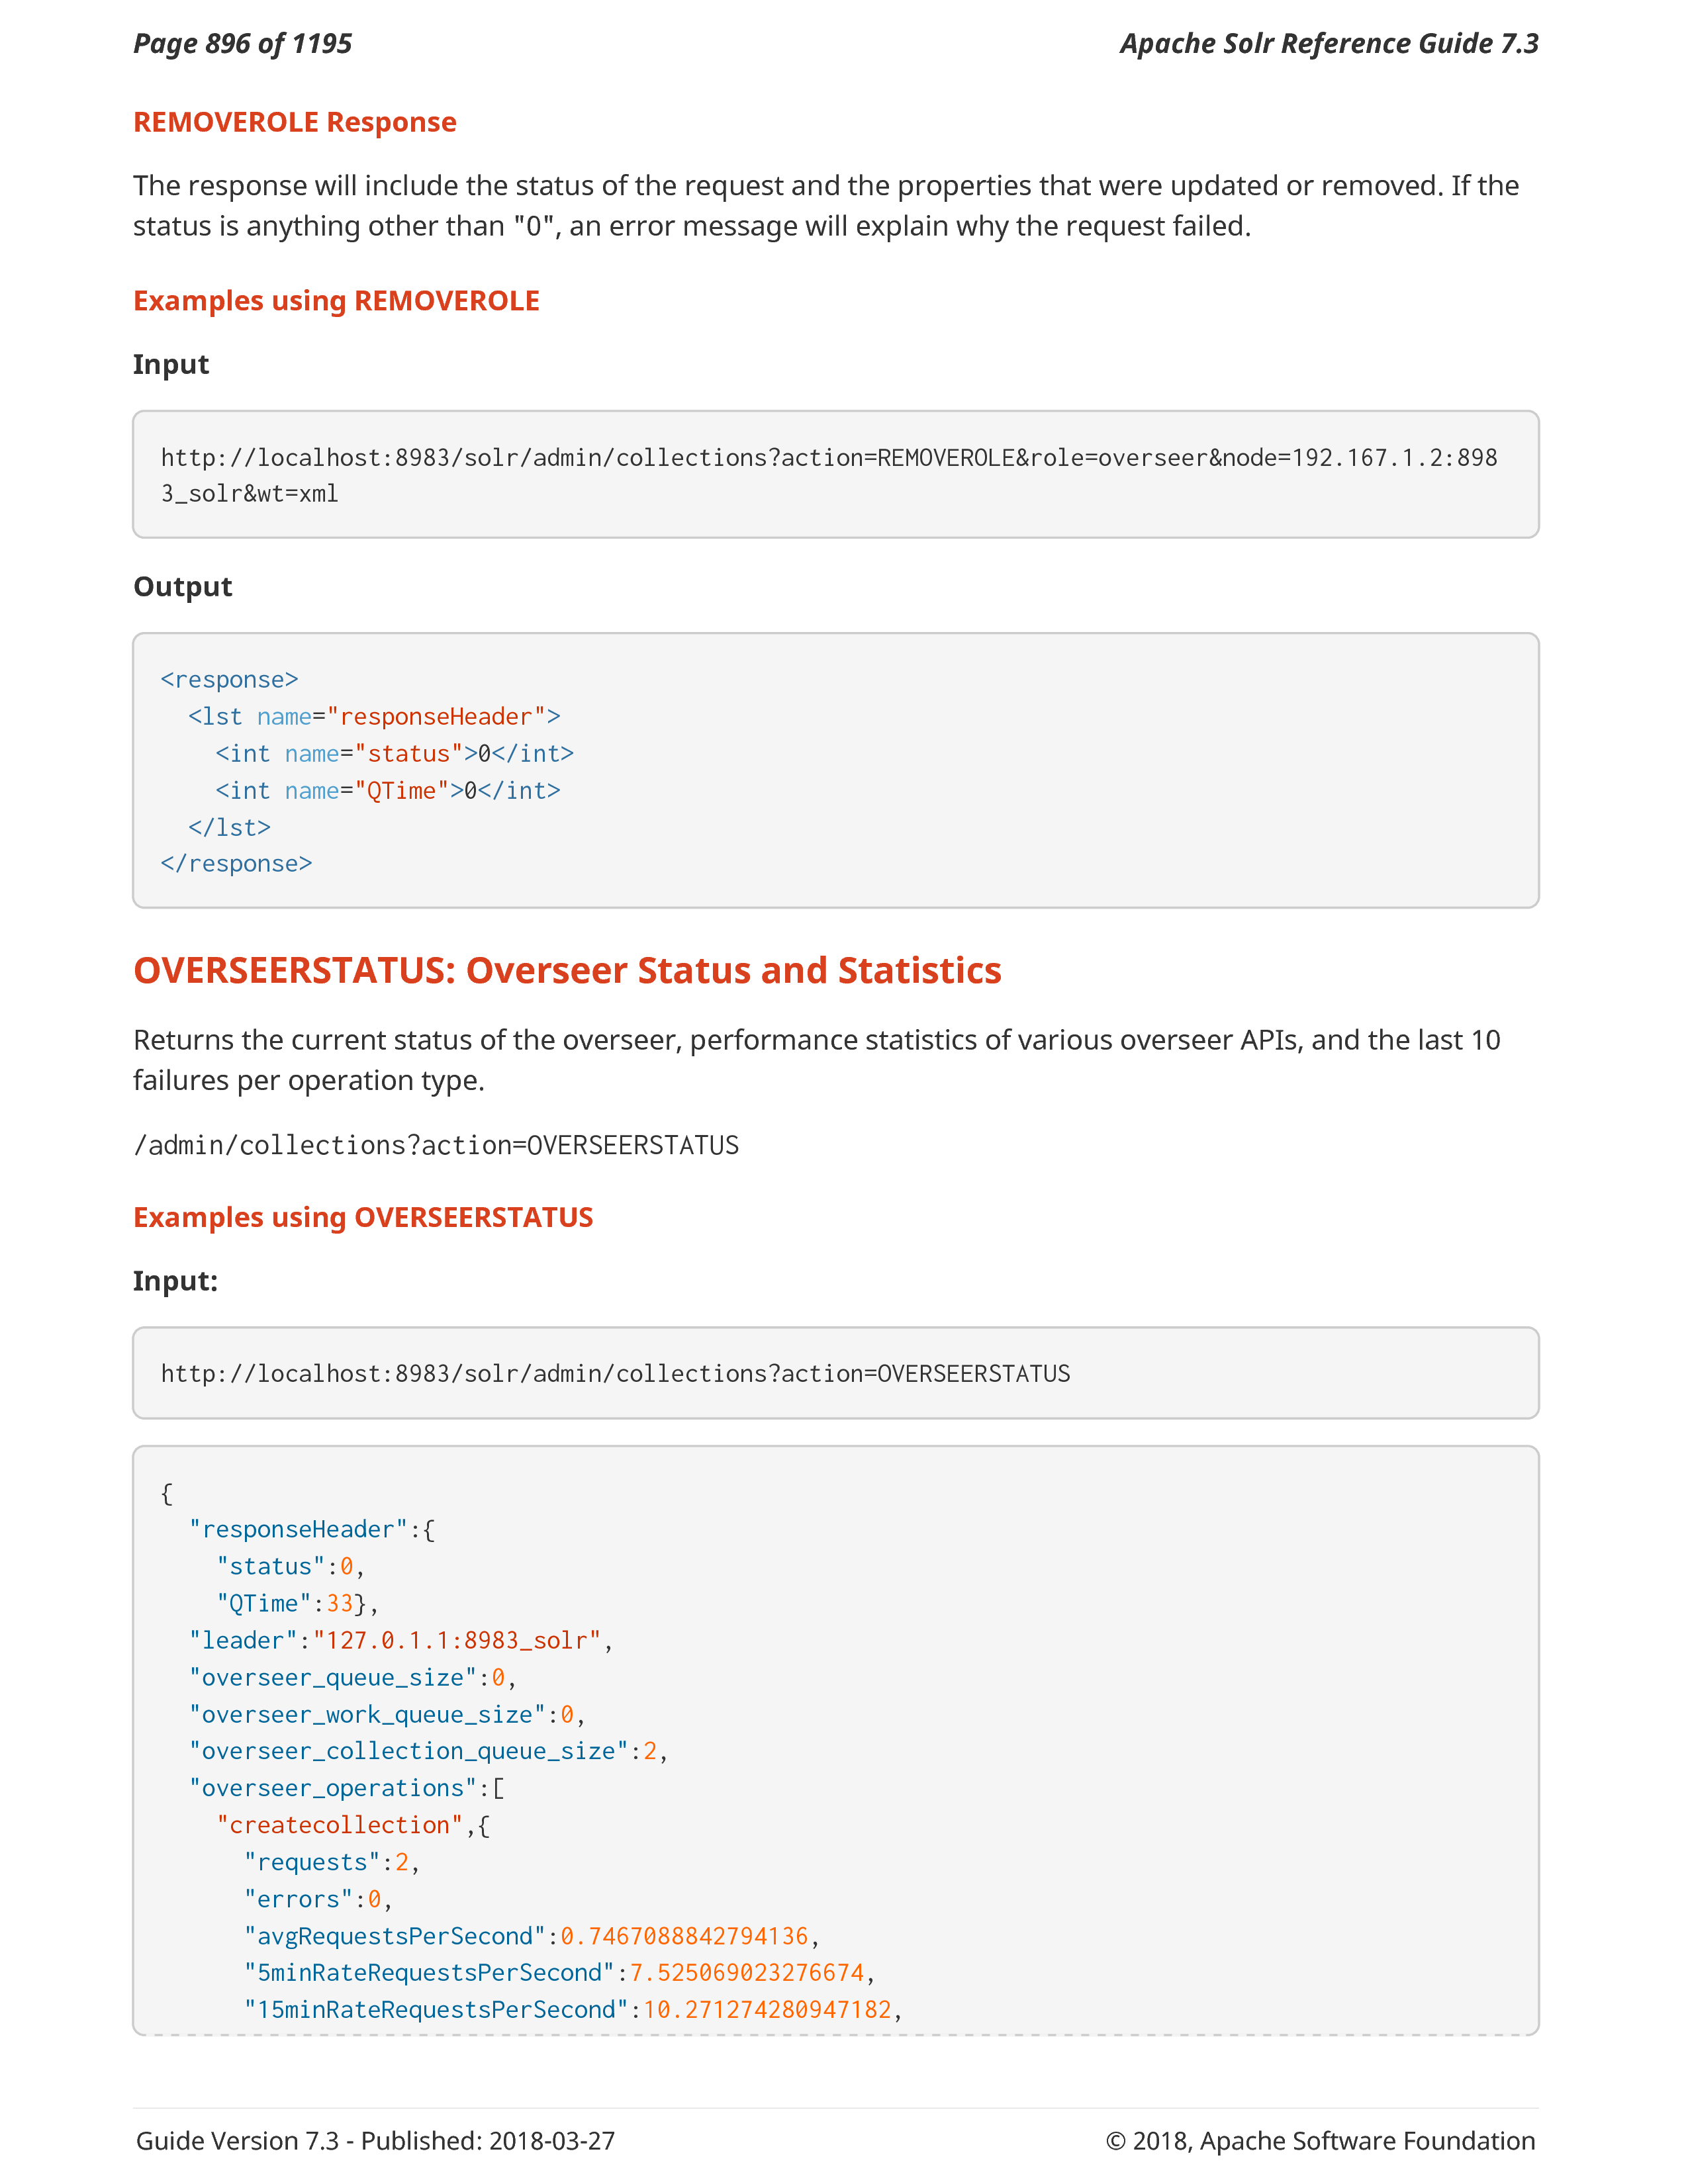 Page 896 of 1195
Apache Solr Reference Guide 7.3
REMOVEROLE Response
The response will include the status of the request and the properties that were updated or removed. If the
status is anything other than "0", an error message will explain why the request failed.
Examples using REMOVEROLE
Input
http://localhost:8983/solr/admin/collections?action=REMOVEROLE&role=overseer&node=192.167.1.2:898
3_solr&wt=xml
Output
<response>
  <lst name="responseHeader">
    <int name="status">0</int>
    <int name="QTime">0</int>
  </lst>
</response>
OVERSEERSTATUS: Overseer Status and Statistics
Returns the current status of the overseer, performance statistics of various overseer APIs, and the last 10
failures per operation type.
/admin/collections?action=OVERSEERSTATUS
Examples using OVERSEERSTATUS
Input:
http://localhost:8983/solr/admin/collections?action=OVERSEERSTATUS
{
  "responseHeader":{
    "status":0,
    "QTime":33},
  "leader":"127.0.1.1:8983_solr",
  "overseer_queue_size":0,
  "overseer_work_queue_size":0,
  "overseer_collection_queue_size":2,
  "overseer_operations":[
    "createcollection",{
      "requests":2,
      "errors":0,
      "avgRequestsPerSecond":0.7467088842794136,
      "5minRateRequestsPerSecond":7.525069023276674,
      "15minRateRequestsPerSecond":10.271274280947182,
Guide Version 7.3 - Published: 2018-03-27
© 2018, Apache Software Foundation